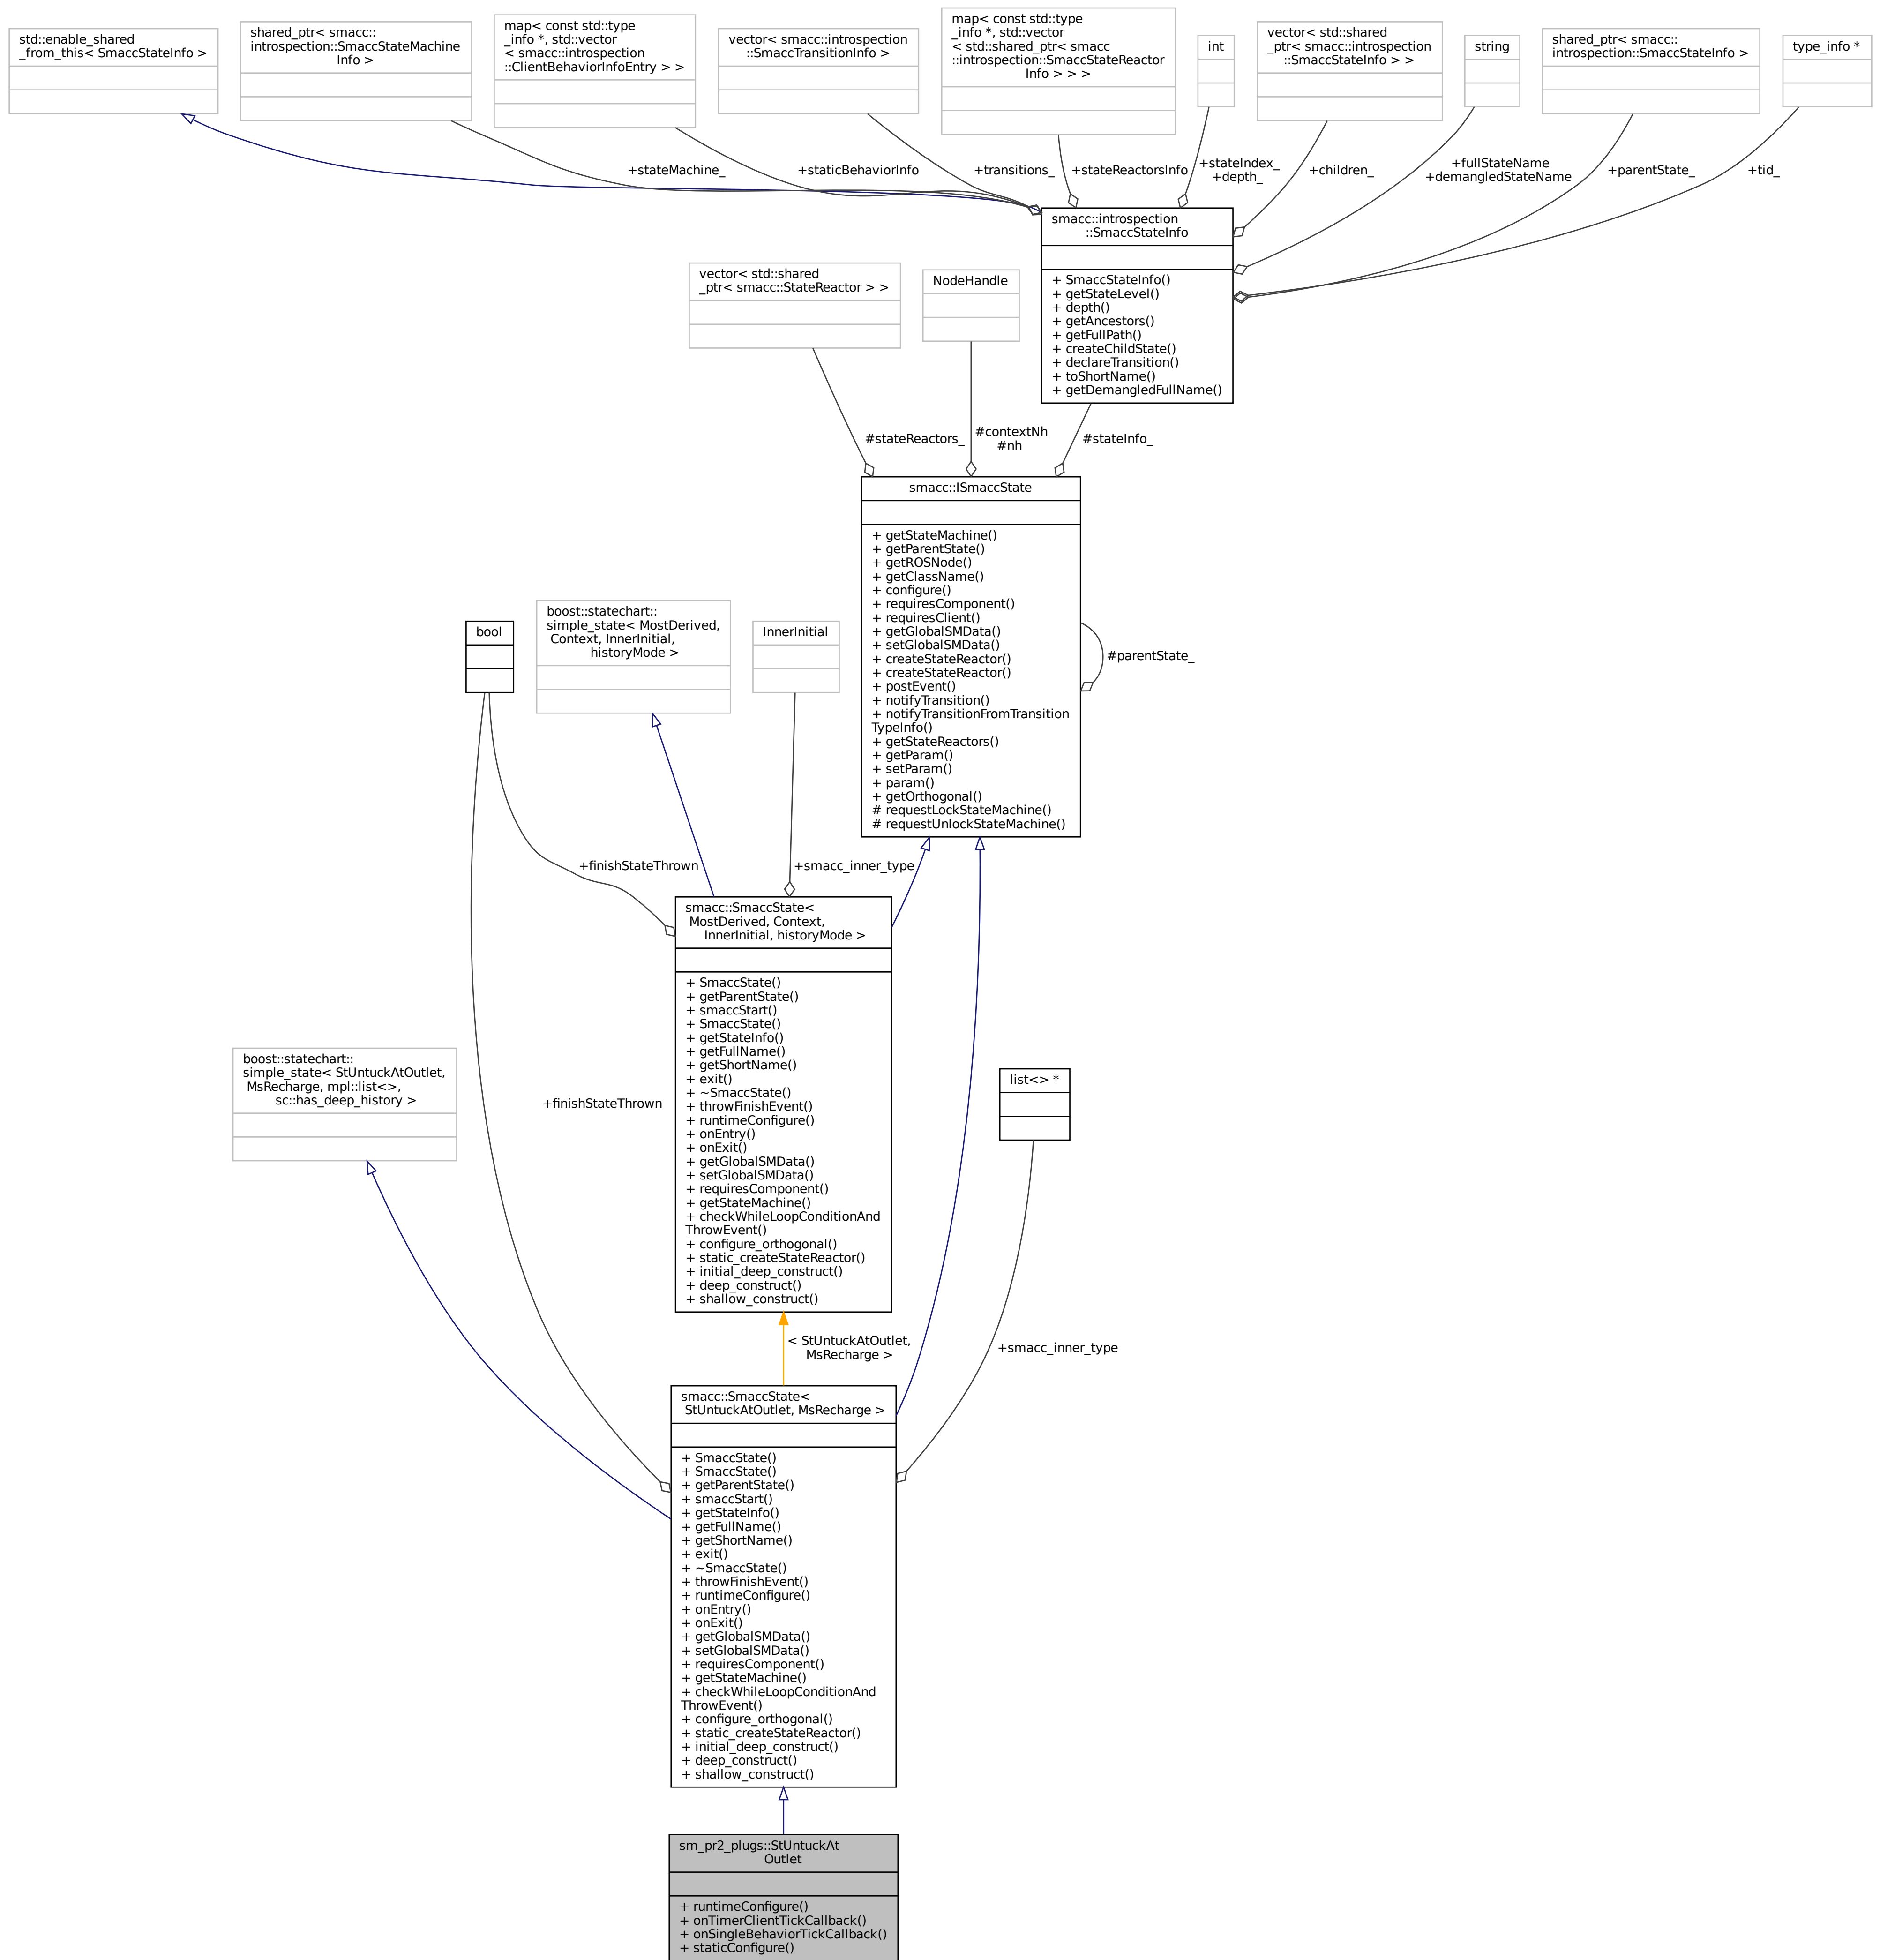 std::enable_shared
_from_this< SmaccStateInfo >
shared_ptr< smacc::
introspection::SmaccStateMachine
Info >
map< const std::type
_info *, std::vector
< smacc::introspection
::ClientBehaviorInfoEntry > >
vector< smacc::introspection
::SmaccTransitionInfo >
map< const std::type
_info *, std::vector
< std::shared_ptr< smacc
::introspection::SmaccStateReactor
Info > > >
int
vector< std::shared
_ptr< smacc::introspection
::SmaccStateInfo > >
string
shared_ptr< smacc::
introspection::SmaccStateInfo >
type_info *
+stateMachine_
+staticBehaviorInfo
+transitions_
+stateReactorsInfo
+stateIndex_
+depth_
+children_
+fullStateName
+demangledStateName
+parentState_
+tid_
smacc::introspection
::SmaccStateInfo
+ SmaccStateInfo()
+ getStateLevel()
+ depth()
+ getAncestors()
+ getFullPath()
+ createChildState()
+ declareTransition()
+ toShortName()
+ getDemangledFullName()
vector< std::shared
_ptr< smacc::StateReactor > >
NodeHandle
#stateReactors_
#contextNh
#nh
#stateInfo_
smacc::ISmaccState
+ getStateMachine()
+ getParentState()
+ getROSNode()
+ getClassName()
+ configure()
+ requiresComponent()
+ requiresClient()
+ getGlobalSMData()
+ setGlobalSMData()
+ createStateReactor()
+ createStateReactor()
+ postEvent()
+ notifyTransition()
+ notifyTransitionFromTransition
TypeInfo()
+ getStateReactors()
+ getParam()
+ setParam()
+ param()
+ getOrthogonal()
# requestLockStateMachine()
# requestUnlockStateMachine()
#parentState_
bool
boost::statechart::
simple_state< MostDerived,
Context, InnerInitial,
historyMode >
InnerInitial
+finishStateThrown
+smacc_inner_type
smacc::SmaccState<
MostDerived, Context,
InnerInitial, historyMode >
+ SmaccState()
+ getParentState()
+ smaccStart()
+ SmaccState()
+ getStateInfo()
+ getFullName()
+ getShortName()
+ exit()
+ ~SmaccState()
+ throwFinishEvent()
+ runtimeConfigure()
+ onEntry()
+ onExit()
+ getGlobalSMData()
+ setGlobalSMData()
+ requiresComponent()
+ getStateMachine()
+ checkWhileLoopConditionAnd
ThrowEvent()
+ configure_orthogonal()
+ static_createStateReactor()
+ initial_deep_construct()
+ deep_construct()
+ shallow_construct()
boost::statechart::
simple_state< StUntuckAtOutlet,
MsRecharge, mpl::list<>,
sc::has_deep_history >
+finishStateThrown
list<> *
< StUntuckAtOutlet,
MsRecharge >
+smacc_inner_type
smacc::SmaccState<
StUntuckAtOutlet, MsRecharge >
+ SmaccState()
+ SmaccState()
+ getParentState()
+ smaccStart()
+ getStateInfo()
+ getFullName()
+ getShortName()
+ exit()
+ ~SmaccState()
+ throwFinishEvent()
+ runtimeConfigure()
+ onEntry()
+ onExit()
+ getGlobalSMData()
+ setGlobalSMData()
+ requiresComponent()
+ getStateMachine()
+ checkWhileLoopConditionAnd
ThrowEvent()
+ configure_orthogonal()
+ static_createStateReactor()
+ initial_deep_construct()
+ deep_construct()
+ shallow_construct()
sm_pr2_plugs::StUntuckAt
Outlet
+ runtimeConfigure()
+ onTimerClientTickCallback()
+ onSingleBehaviorTickCallback()
+ staticConfigure()